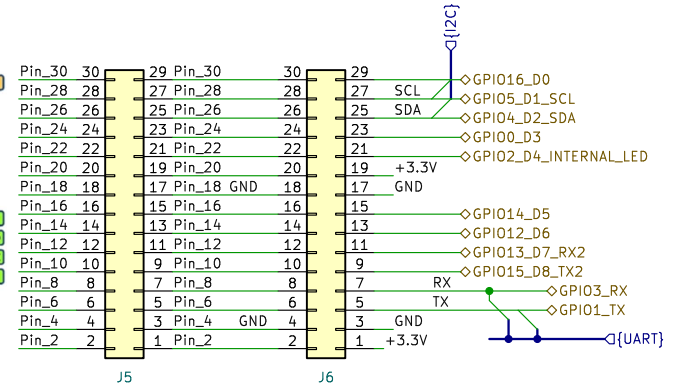 {I2C}
Pin_30 30 29 Pin_30 30 29 GPIO16_D0
Pin_28 28 27 Pin_28 28 27 SCL GPIO5_D1_SCL
Pin_26 26 25 Pin_26 26 25 SDA GPIO4_D2_SDA
Pin_24 24 23 Pin_24 24 23 GPIO0_D3
Pin_22 22 21 Pin_22 22 21 GPIO2_D4_INTERNAL_LED
Pin_20 20 19 Pin_20 20 19 +3.3V
Pin_18 18 17 Pin_18 GND 18 17 GND
Pin_16 16 15 Pin_16 16 15 GPIO14_D5
Pin_14 14 13 Pin_14 14 13 GPIO12_D6
Pin_12 12 11 Pin_12 12 11 GPIO13_D7_RX2
Pin_10 10 9 Pin_10 10 9 GPIO15_D8_TX2
Pin_8 8 7 Pin_8 8 7 RX GPIO3_RX
Pin_6 6 5 Pin_6 6 5 TX GPIO1_TX
Pin_4 4 3 Pin_4 GND 4 3 GND
Pin_2 2 1 Pin_2 2 1 +3.3V
{UART}
J5 J6